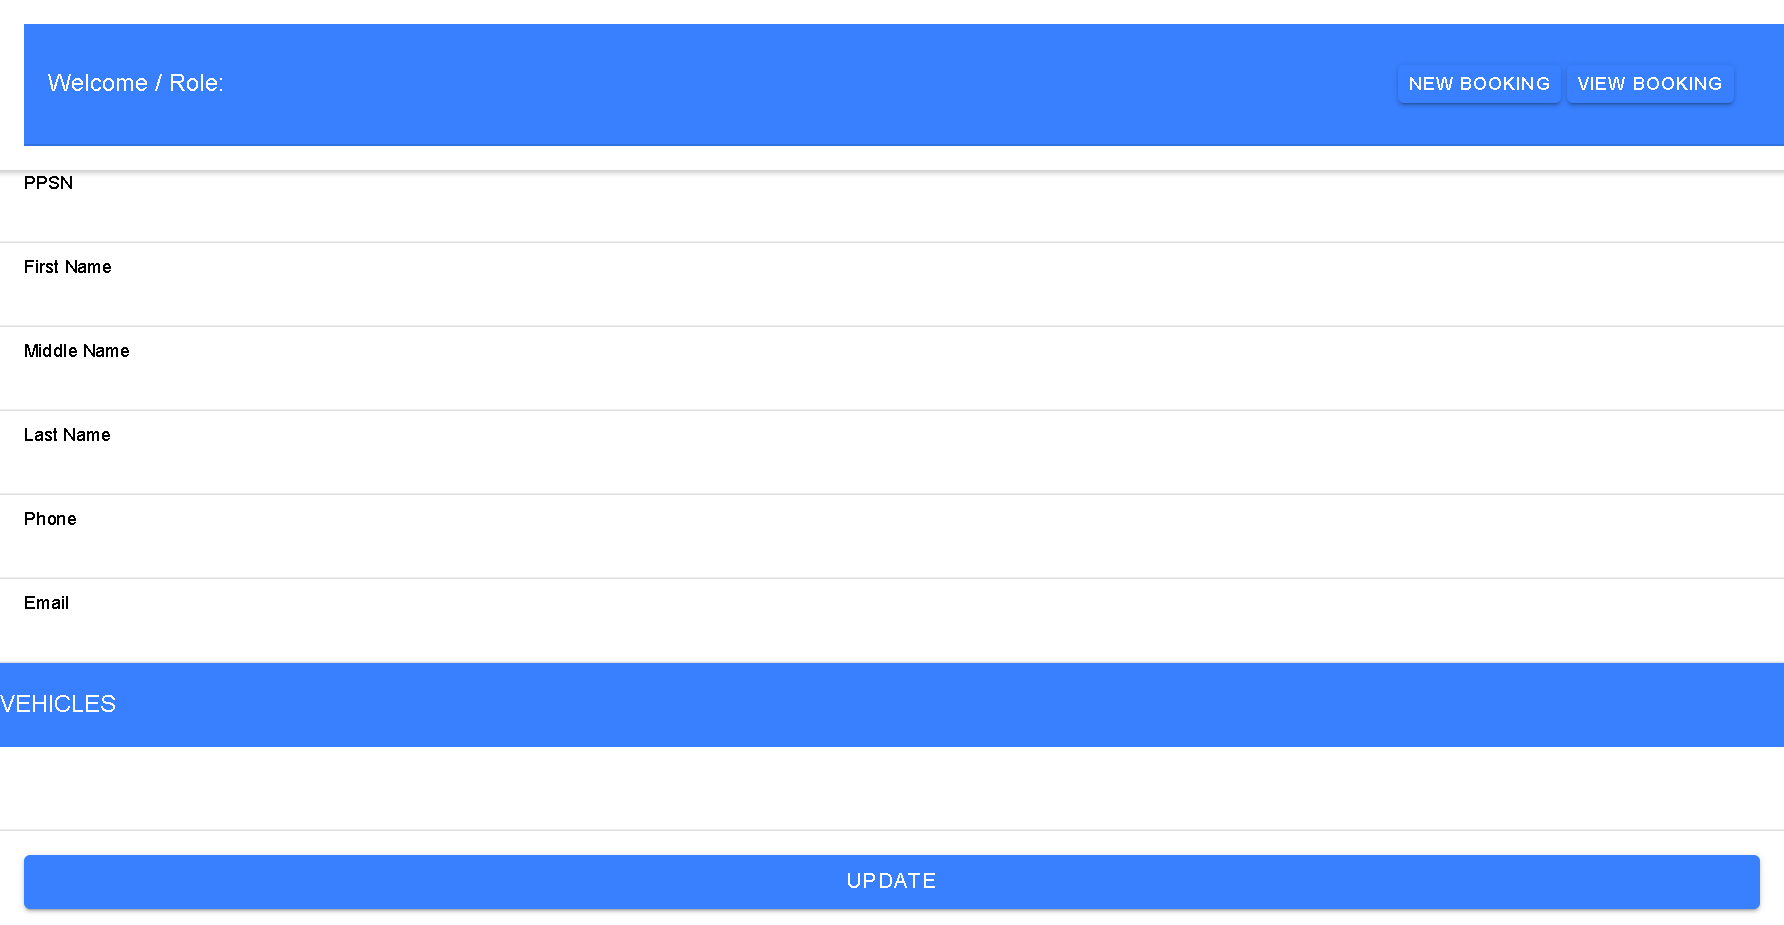 Welcome / Role:
NEW BOOKING VIEW BOOKING
PPSN
First Name
Middle Name
Last Name
Phone
Email
VEHICLES
UPDATE